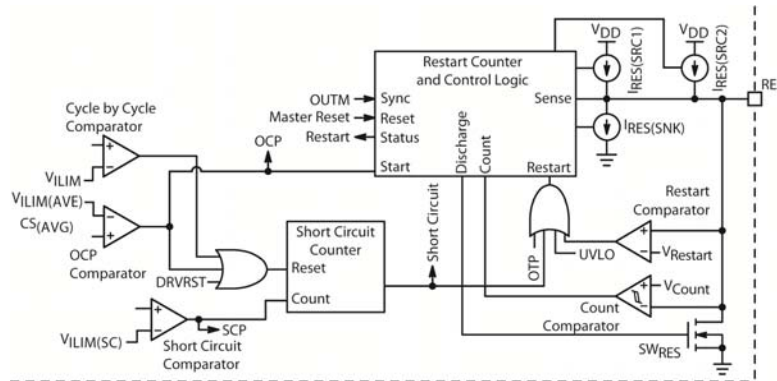 VDD
VDD
IRES(SRC1)
IRES(SRC2)
RE
Restart Counter
and Control Logic
OUTM
Sync
Sense
Master Reset
Reset
Restart
Status
IRES(SNK)
Start
Discharge
Count
Restart
Cycle by Cycle
Comparator
VILIM
OCP
VILIM(AVE)
CS(AVG)
OCP
Comparator
DRVRST
Short Circuit
Counter
Reset
Count
Short Circuit
OTP
UVLO
Restart
Comparator
VRestart
VCount
Count
Comparator
SWRES
VILIM(SC)
SCP
Short Circuit
Comparator